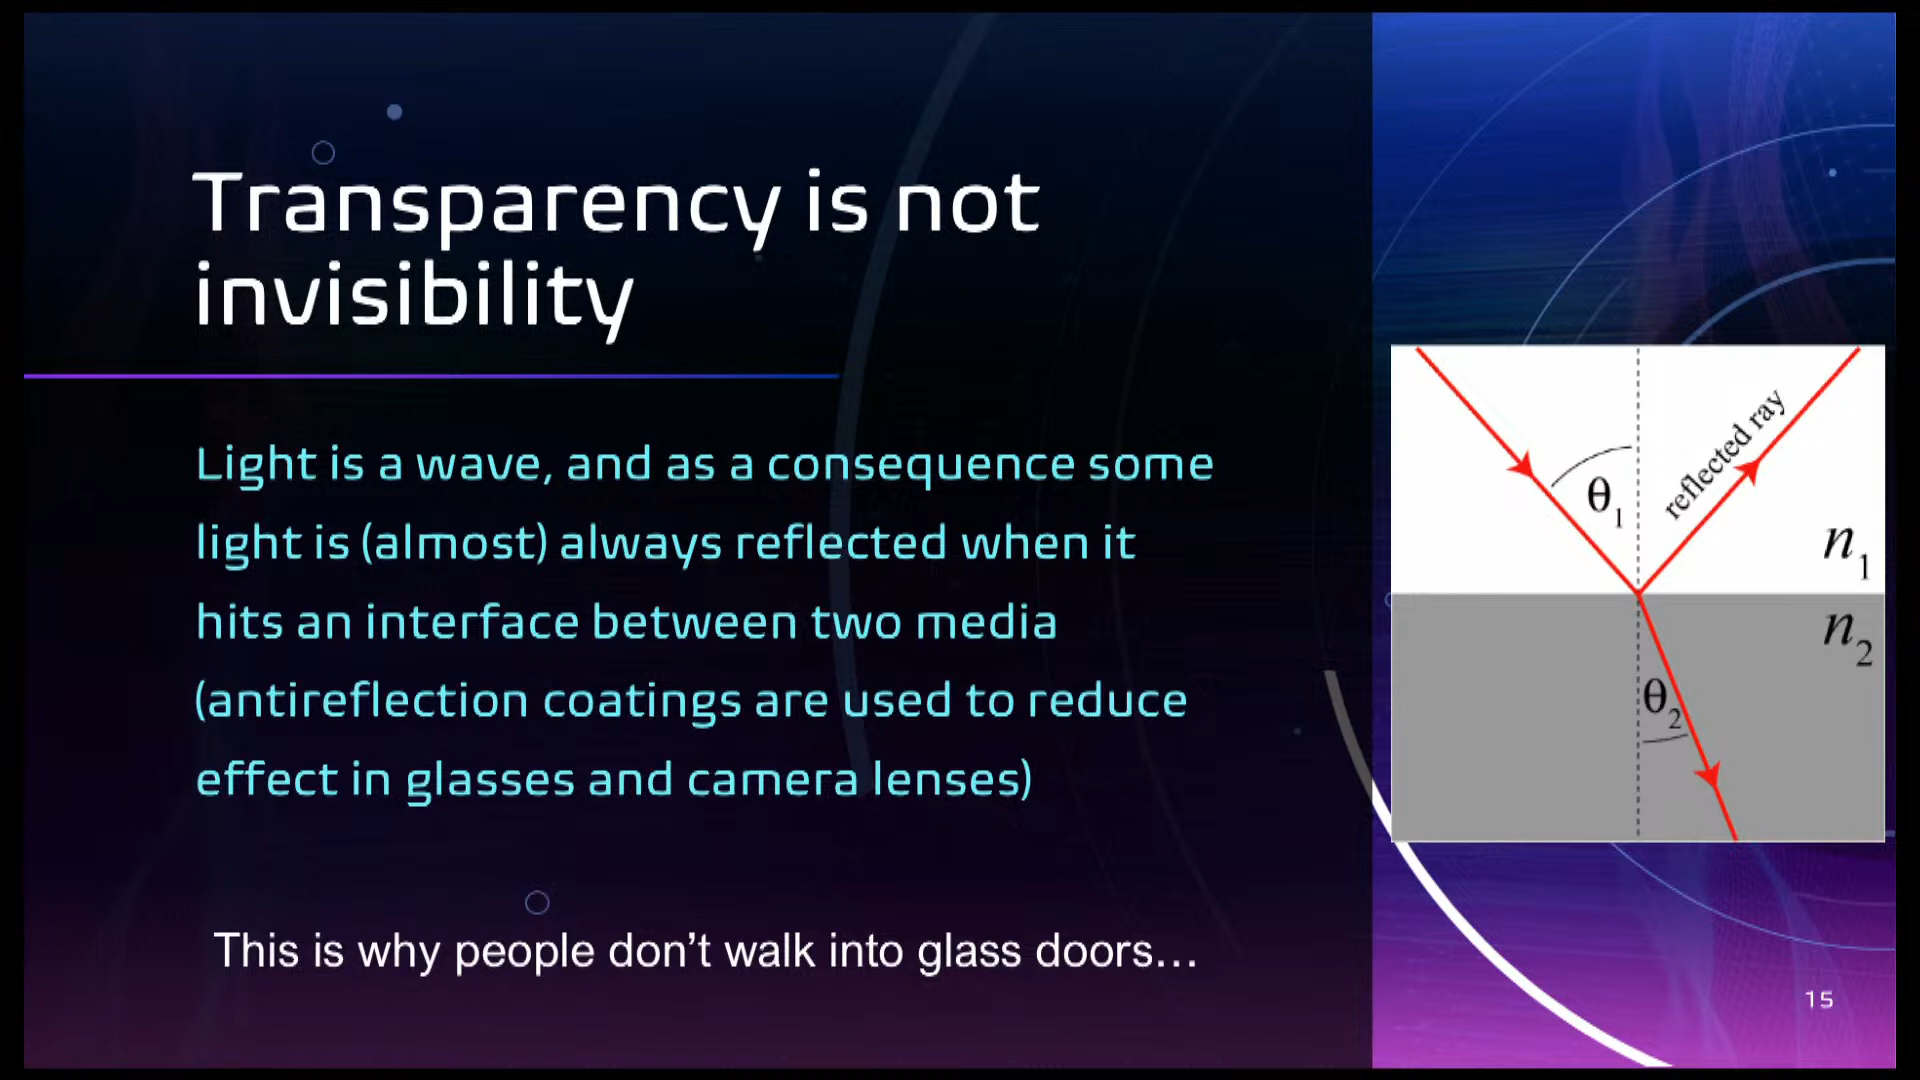 Transparency is not
invisibility
Light is a wave, and as a consequence some
light is (almost) always reflected when it
hits an interface between two media
(antireflection coatings are used to reduce
effect in glasses and camera lenses)
This is why people don’t walk into glass doors…
θ1
reflected ray
n1
n2
θ2
15